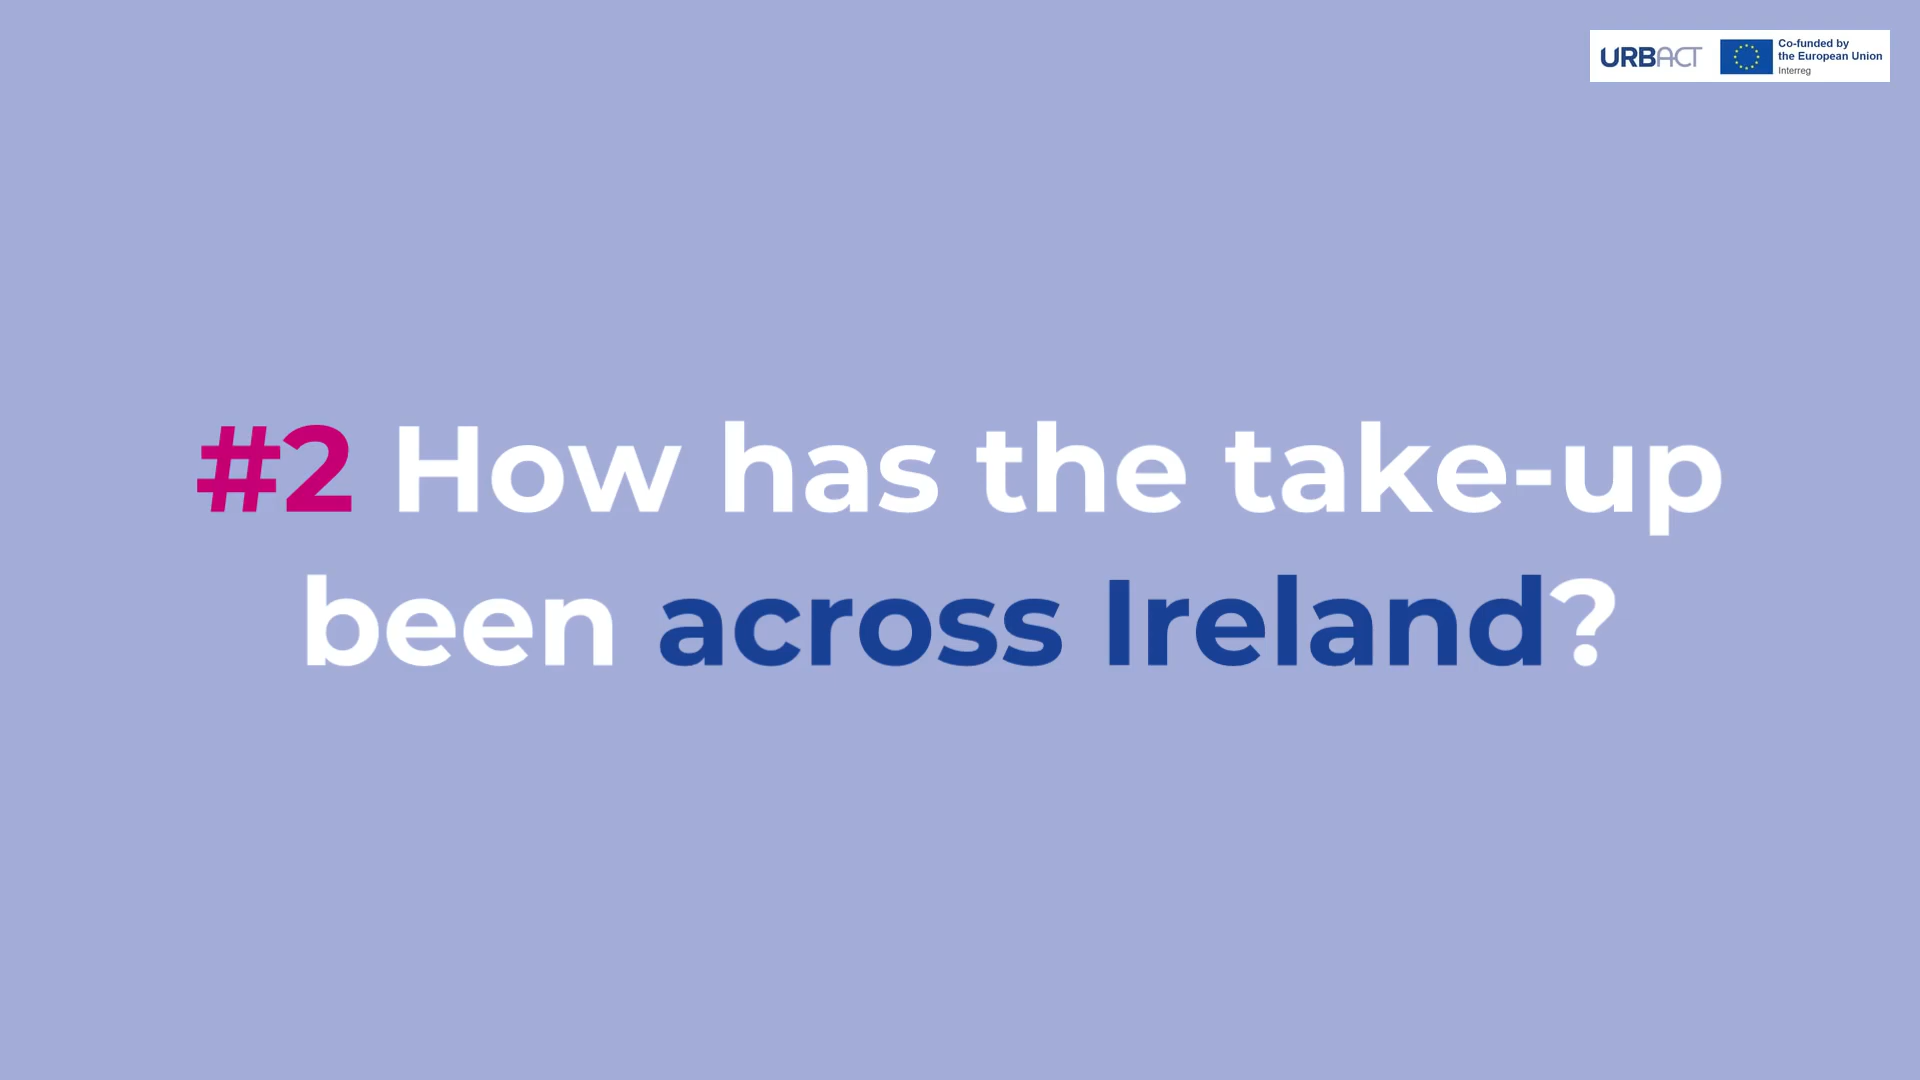 URBACT
Co-funded by
the European Union
Interreg
#2 How has the take-up
been across Ireland?